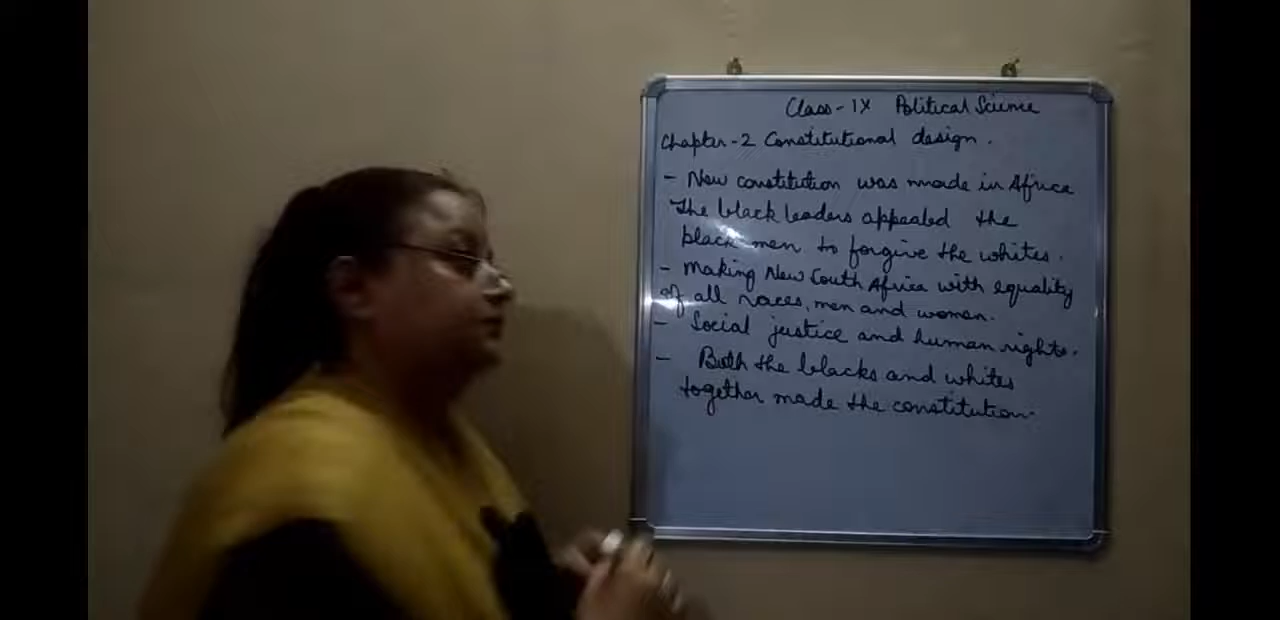 Class - IX Political Science
Chapter - 2 Constitutional design.
- New constitution was made in Africa
The black leaders appealed the
black men to forgive the whites.
- Making New South Africa with equality
of all races, men and women.
- Social justice and human rights.
- Both the blacks and whites
together made the constitution.